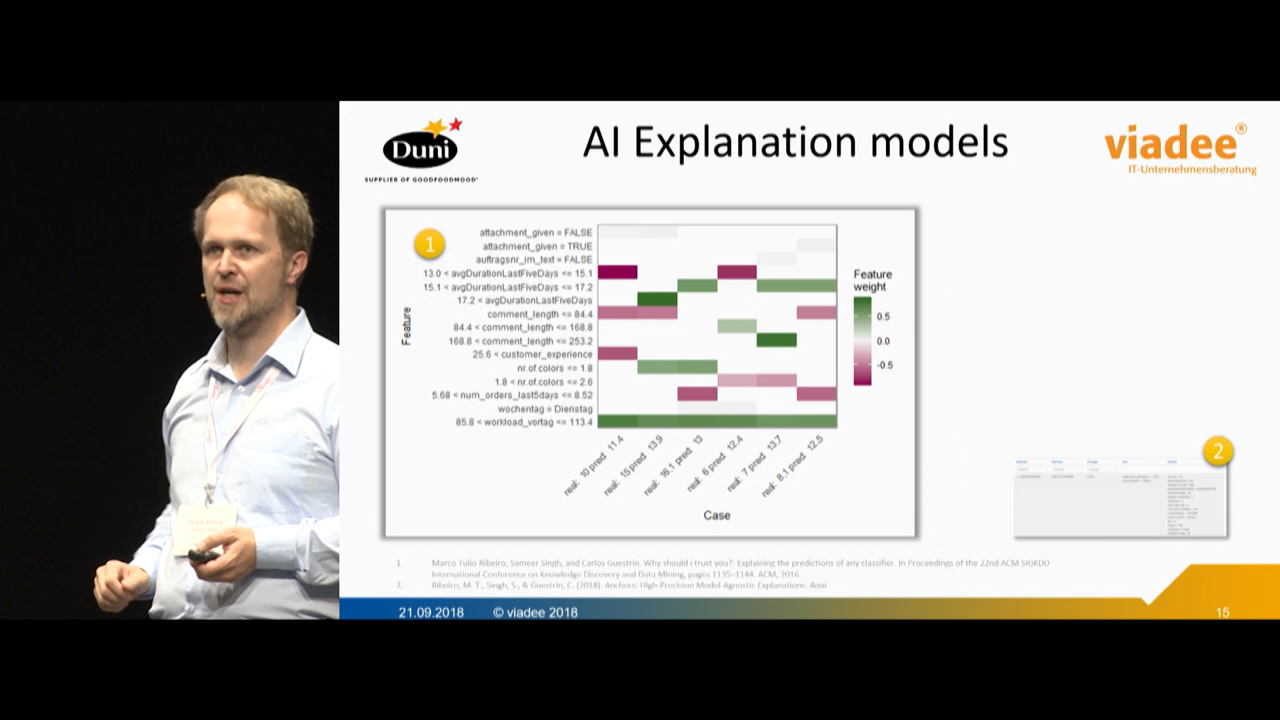 Duni
SUPPLIER OF GOODFOODMOOD®
AI Explanation models
viadee®
IT-Unternehmensberatung
1
Feature
attachment_given = FALSE
attachment_given = TRUE
auftragsnr_im_text = FALSE
13.0 < avgDurationLastFiveDays <= 15.1
15.1 < avgDurationLastFiveDays <= 17.2
17.2 < avgDurationLastFiveDays
comment_length <= 84.4
84.4 < comment_length <= 168.8
168.8 < comment_length <= 253.2
25.6 < customer_experience
nr.of.colors <= 1.8
1.8 < nr.of.colors <= 2.6
5.68 < num_orders_last5days <= 8.52
wochentag = Dienstag
85.8 < workload_vortag <= 113.4
real: 10 pred: 11.4
real: 15 pred: 13.9
real: 16.1 pred: 13
real: 6 pred: 12.4
real: 7 pred: 13.7
real: 8.1 pred: 12.5
Case
Feature
weight
0.5
0.0
-0.5
2
1. Marco Tulio Ribeiro, Sameer Singh, and Carlos Guestrin. Why should i trust you?: Explaining the predictions of any classifier. In Proceedings of the 22nd ACM SIGKDD
International Conference on Knowledge Discovery and Data Mining, pages 1135–1144. ACM, 2016.
2. Ribeiro, M. T., Singh, S., & Guestrin, C. (2018). Anchors: High Precision Model Agnostic Explanations. Aaai.
21.09.2018 © viadee 2018
15